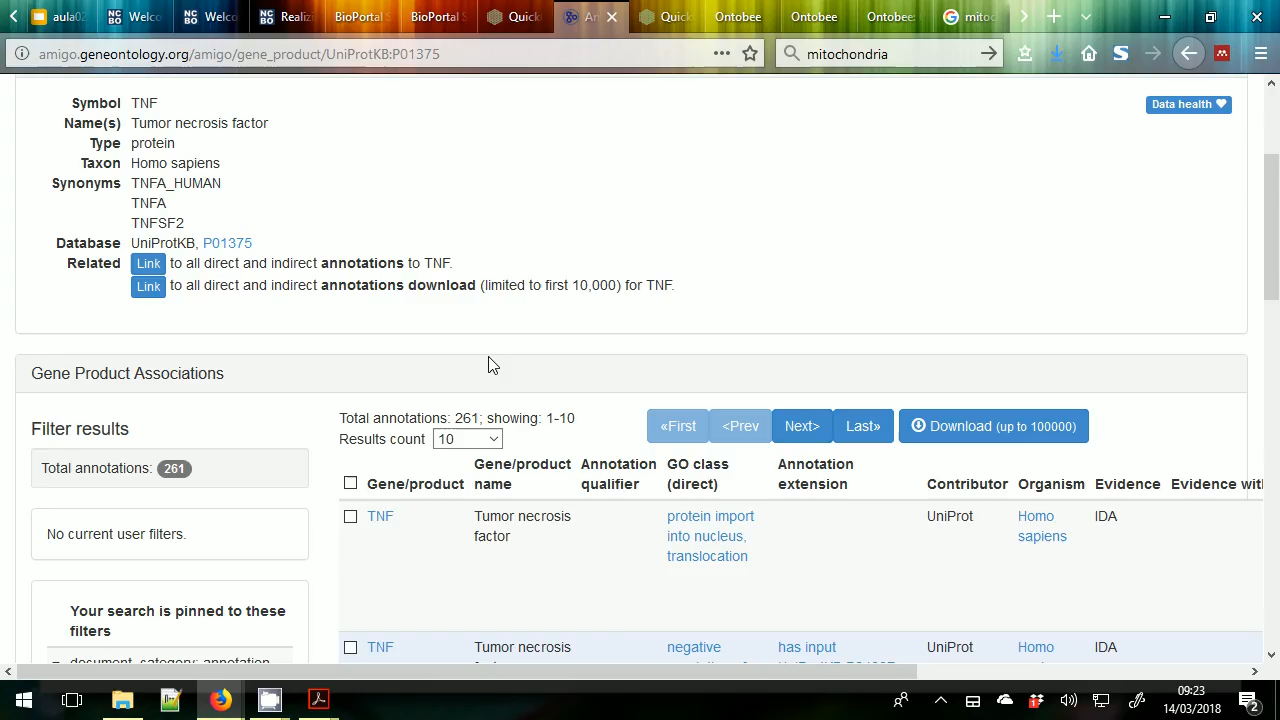 aula02
Welco
Welco
Realizi
BioPortal S
BioPortal S
Quick
An
Quick
Ontobee
Ontobee
Ontobee
mitoc
amigo.geneontology.org/amigo/gene_product/UniProtKB:P01375
mitochondria
Symbol TNF
Data health
Name(s) Tumor necrosis factor
Type protein
Taxon Homo sapiens
Synonyms TNFA_HUMAN
TNFA
TNFSF2
Database UniProtKB, P01375
Related Link to all direct and indirect annotations to TNF.
Link to all direct and indirect annotations download (limited to first 10,000) for TNF.
Gene Product Associations
Filter results
Total annotations: 261
No current user filters.
Your search is pinned to these
filters
document_category: annotation
Total annotations: 261; showing: 1-10
Results count 10
«First <Prev Next> Last» Download (up to 100000)
Gene/product Gene/product name Annotation qualifier GO class (direct) Annotation extension Contributor Organism Evidence Evidence with
TNF Tumor necrosis factor protein import into nucleus, translocation UniProt Homo sapiens IDA
TNF Tumor necrosis negative has input UniProt Homo IDA
09:23
14/03/2018
2